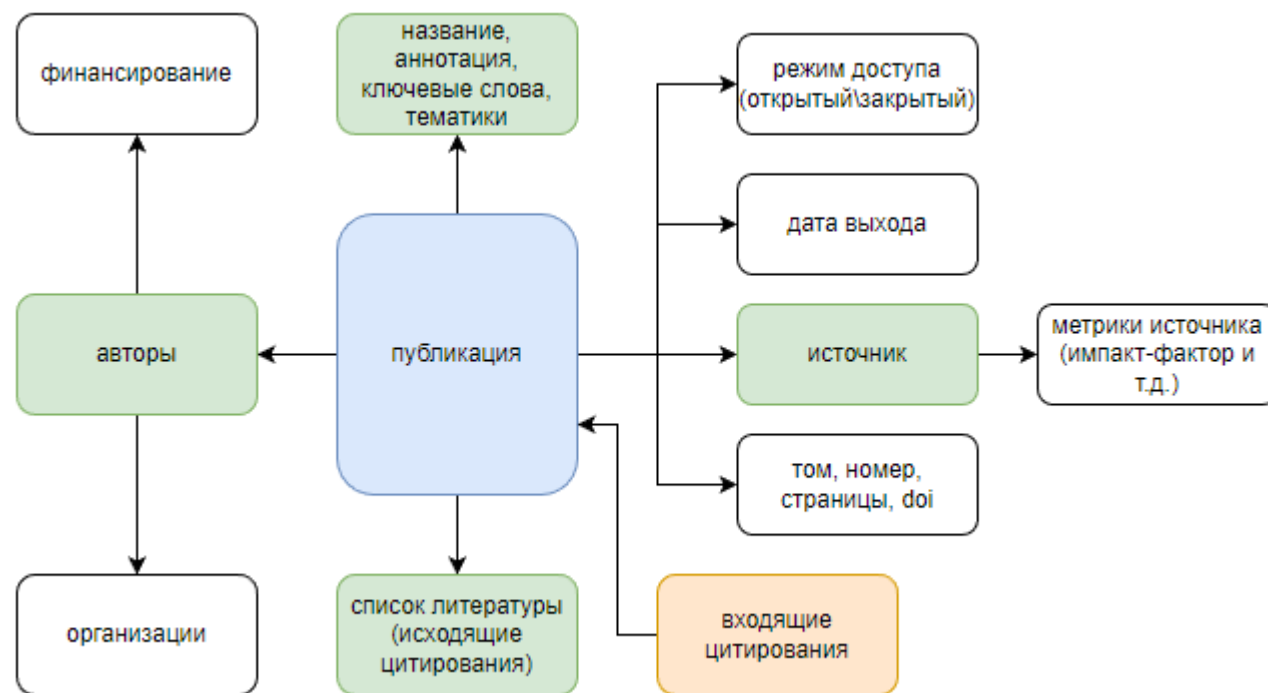 финансирование
название,
аннотация,
ключевые слова,
тематики
режим доступа
(открытый\закрытый)
дата выхода
авторы
публикация
источник
метрики источника
(импакт-фактор и
т.д.)
том, номер,
страницы, doi
организации
список литературы
(исходящие
цитирования)
входящие
цитирования